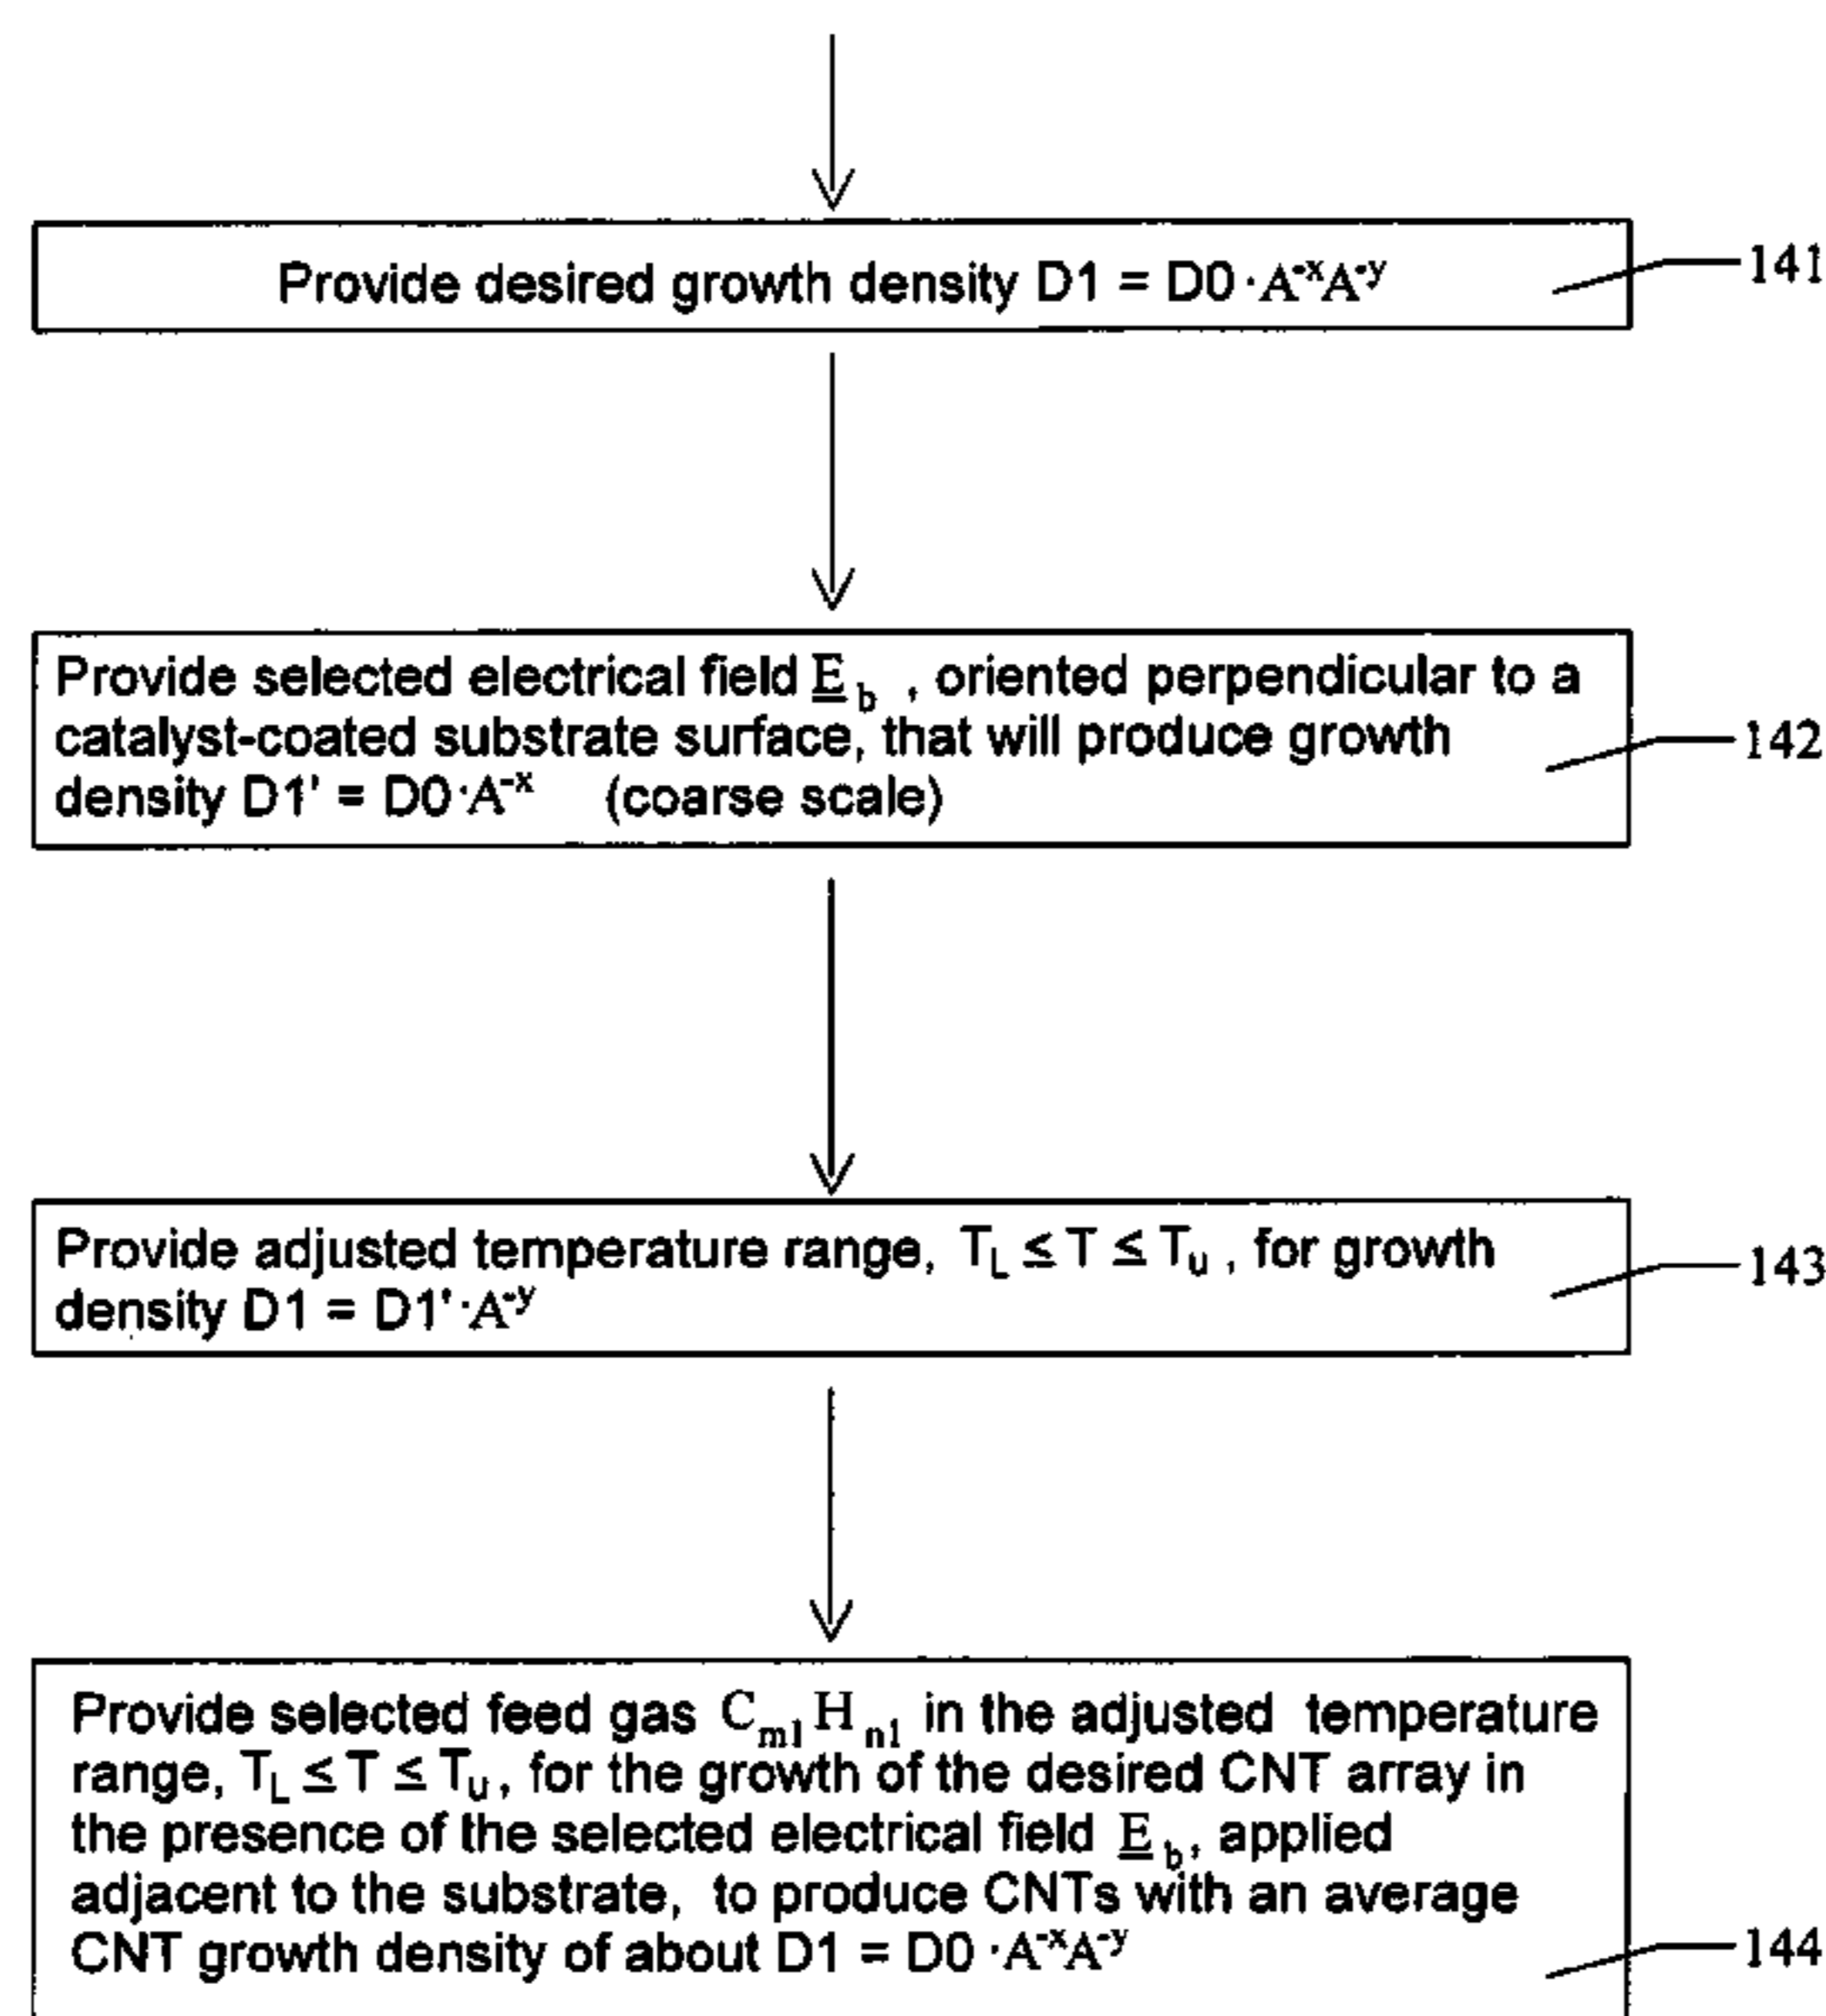 Provide desired growth density D1 = D0 · A⁻ˣA⁻ʸ
141
Provide selected electrical field E̲ b , oriented perpendicular to a
catalyst-coated substrate surface, that will produce growth
density D1' = D0 · A⁻ˣ (coarse scale)
142
Provide adjusted temperature range, T_L ≤ T ≤ T_u , for growth
density D1 = D1' · A⁻ʸ
143
Provide selected feed gas C_m1 H_n1 in the adjusted temperature
range, T_L ≤ T ≤ T_u, for the growth of the desired CNT array in
the presence of the selected electrical field E̲ b, applied
adjacent to the substrate, to produce CNTs with an average
CNT growth density of about D1 = D0 · A⁻ˣA⁻ʸ
144